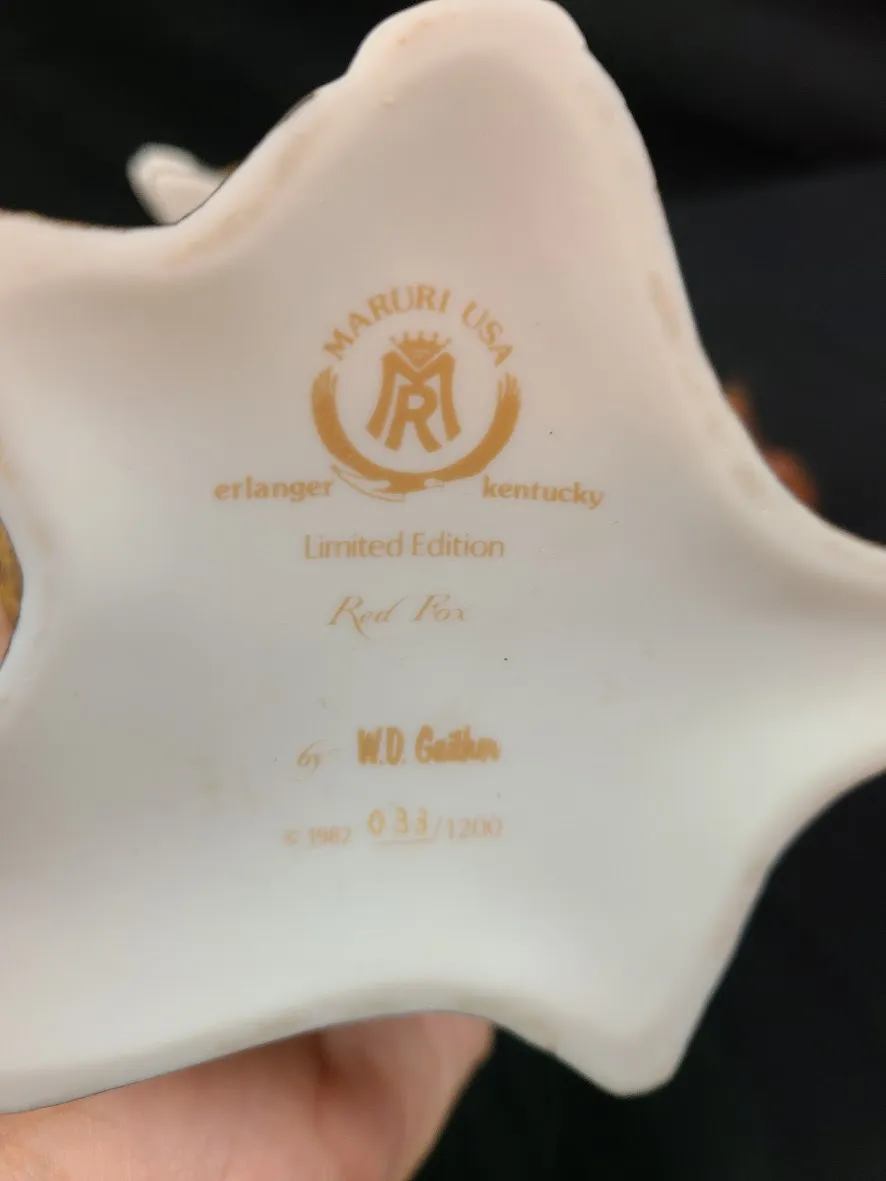 MARURI USA
MR
erlanger kentucky
Limited Edition
Red Fox
by W.D. Gaither
© 1982 033/1200